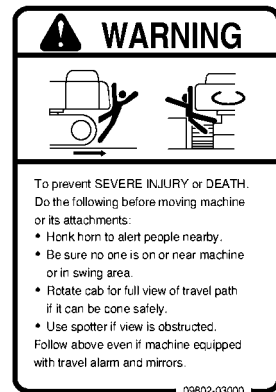 WARNING
To prevent SEVERE INJURY or DEATH.
Do the following before moving machine
or its attachments:
• Honk horn to alert people nearby.
• Be sure no one is on or near machine
or in swing area.
• Rotate cab for full view of travel path
if it can be cone safely.
• Use spotter if view is obstructed.
Follow above even if machine equipped
with travel alarm and mirrors.
09802-03000